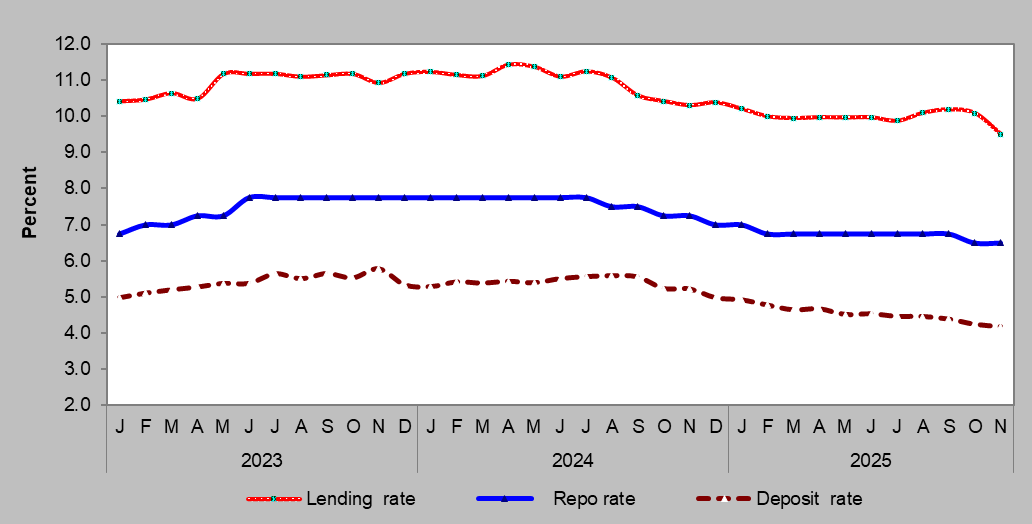 12.0
11.0
10.0
9.0
8.0
7.0
6.0
5.0
4.0
3.0
2.0
Percent
J F M A M J J A S O N D J F M A M J J A S O N D J F M A M J J A S O N
2023 2024 2025
Lending rate Repo rate Deposit rate